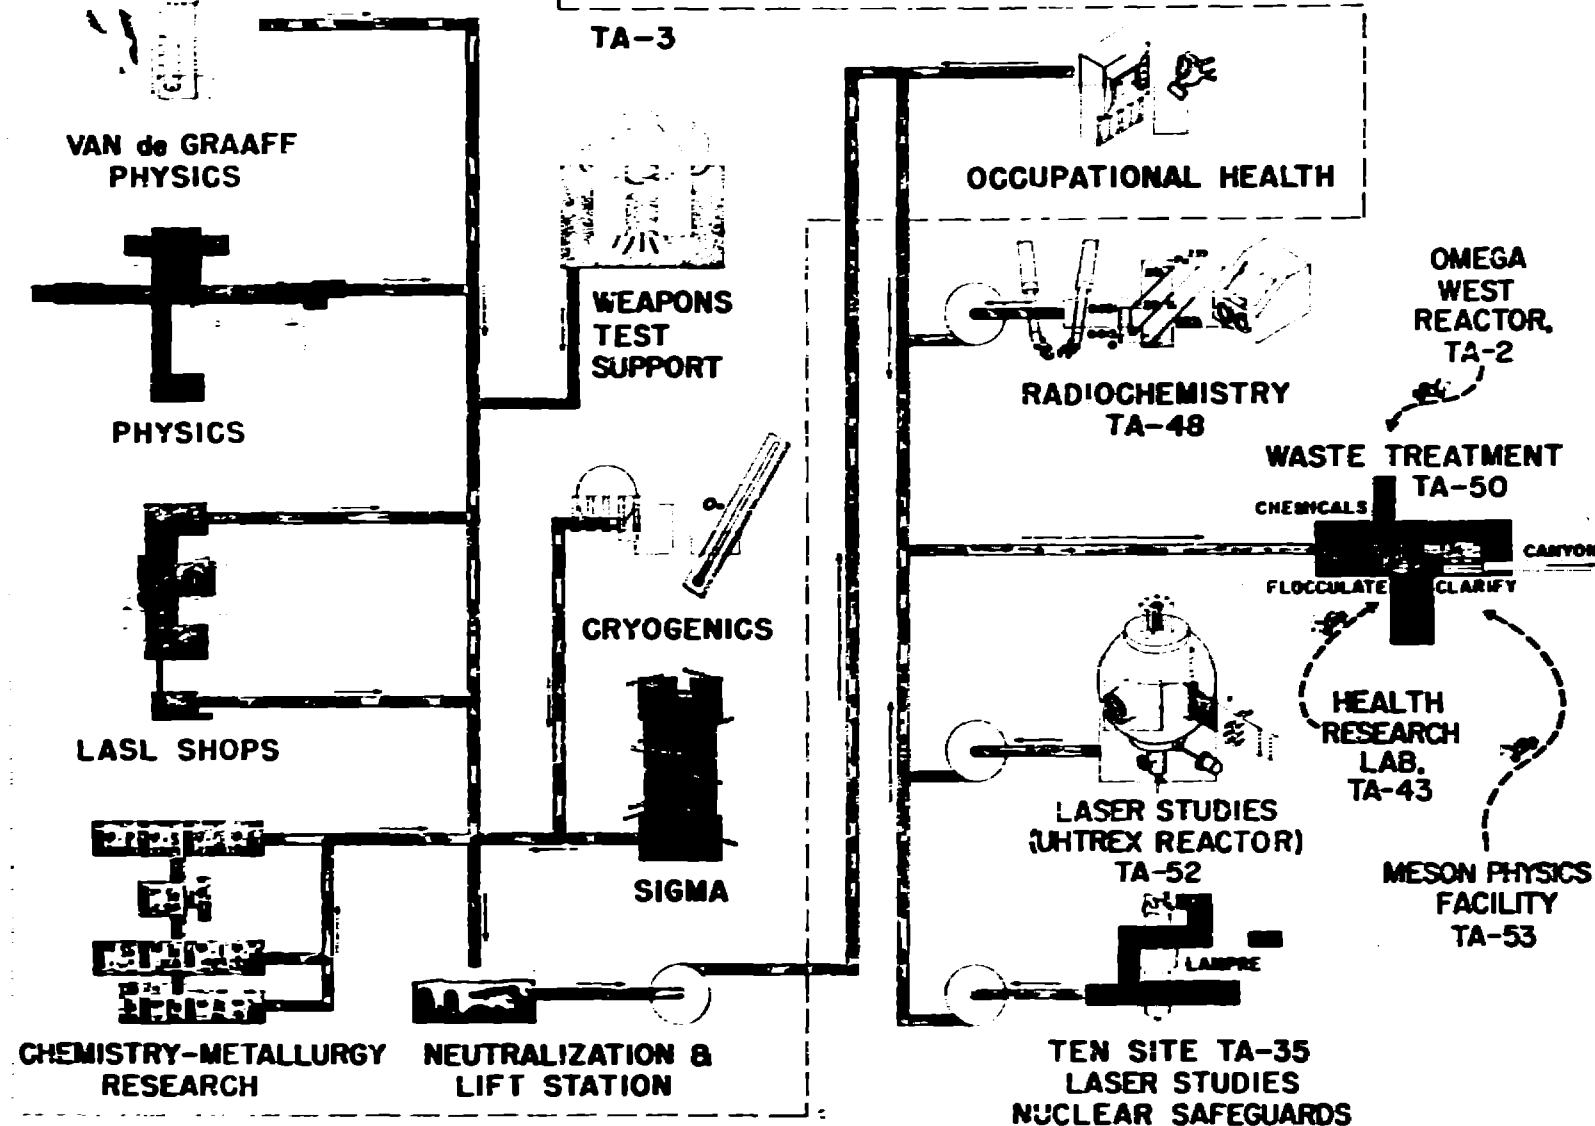 TA-3
VAN de GRAAFF
PHYSICS
OCCUPATIONAL HEALTH
WEAPONS
TEST
SUPPORT
OMEGA
WEST
REACTOR,
TA-2
RADIOCHEMISTRY
TA-48
PHYSICS
WASTE TREATMENT
TA-50
CHEMICALS
CANYON
FLOCCULATE
CLARIFY
CRYOGENICS
LASL SHOPS
HEALTH
RESEARCH
LAB.
TA-43
LASER STUDIES
(UHTREX REACTOR)
TA-52
SIGMA
MESON PHYSICS
FACILITY
TA-53
LAMPRE
CHEMISTRY-METALLURGY
RESEARCH
NEUTRALIZATION &
LIFT STATION
TEN SITE TA-35
LASER STUDIES
NUCLEAR SAFEGUARDS